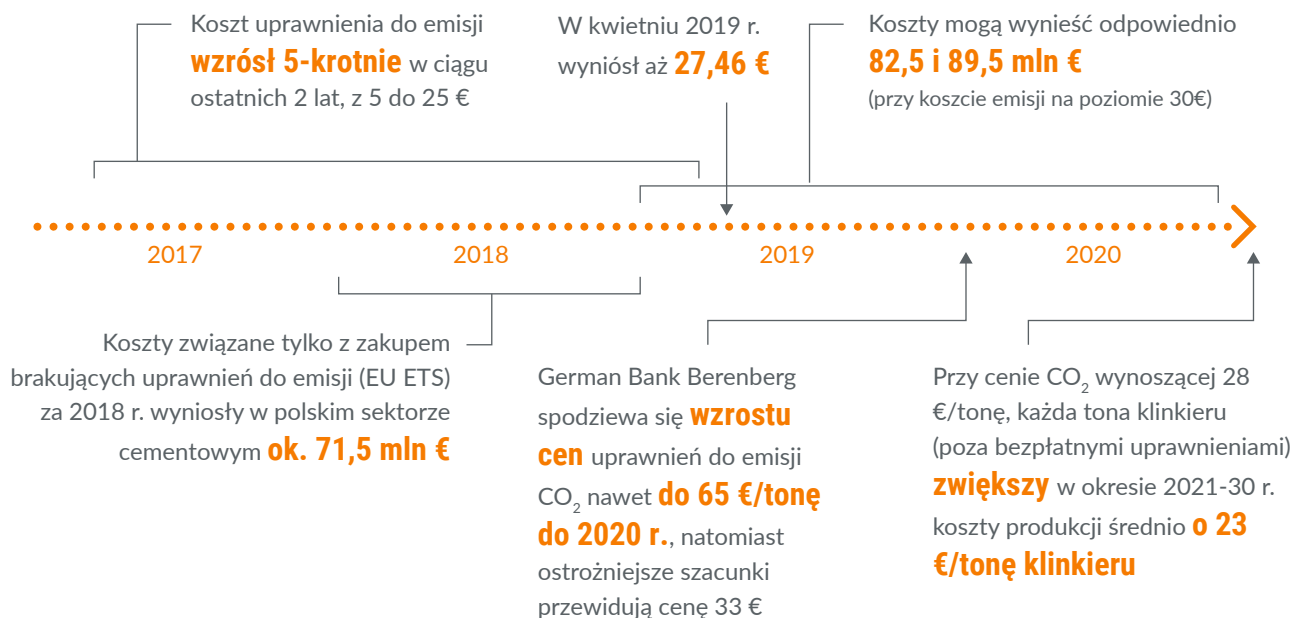 Koszt uprawnienia do emisji
wzrósł 5-krotnie w ciągu
ostatnich 2 lat, z 5 do 25 €
W kwietniu 2019 r.
wyniósł aż 27,46 €
Koszty mogą wynieść odpowiednio
82,5 i 89,5 mln €
(przy koszcie emisji na poziomie 30€)
2017
2018
2019
2020
Koszty związane tylko z zakupem
brakujących uprawnień do emisji (EU ETS)
za 2018 r. wyniosły w polskim sektorze
cementowym ok. 71,5 mln €
German Bank Berenberg
spodziewa się wzrostu
cen uprawnień do emisji
CO₂ nawet do 65 €/tonę
do 2020 r., natomiast
ostrożniejsze szacunki
przewidują cenę 33 €
Przy cenie CO₂ wynoszącej 28
€/tonę, każda tona klinkieru
(poza bezpłatnymi uprawnieniami)
zwiększy w okresie 2021-30 r.
koszty produkcji średnio o 23
€/tonę klinkieru